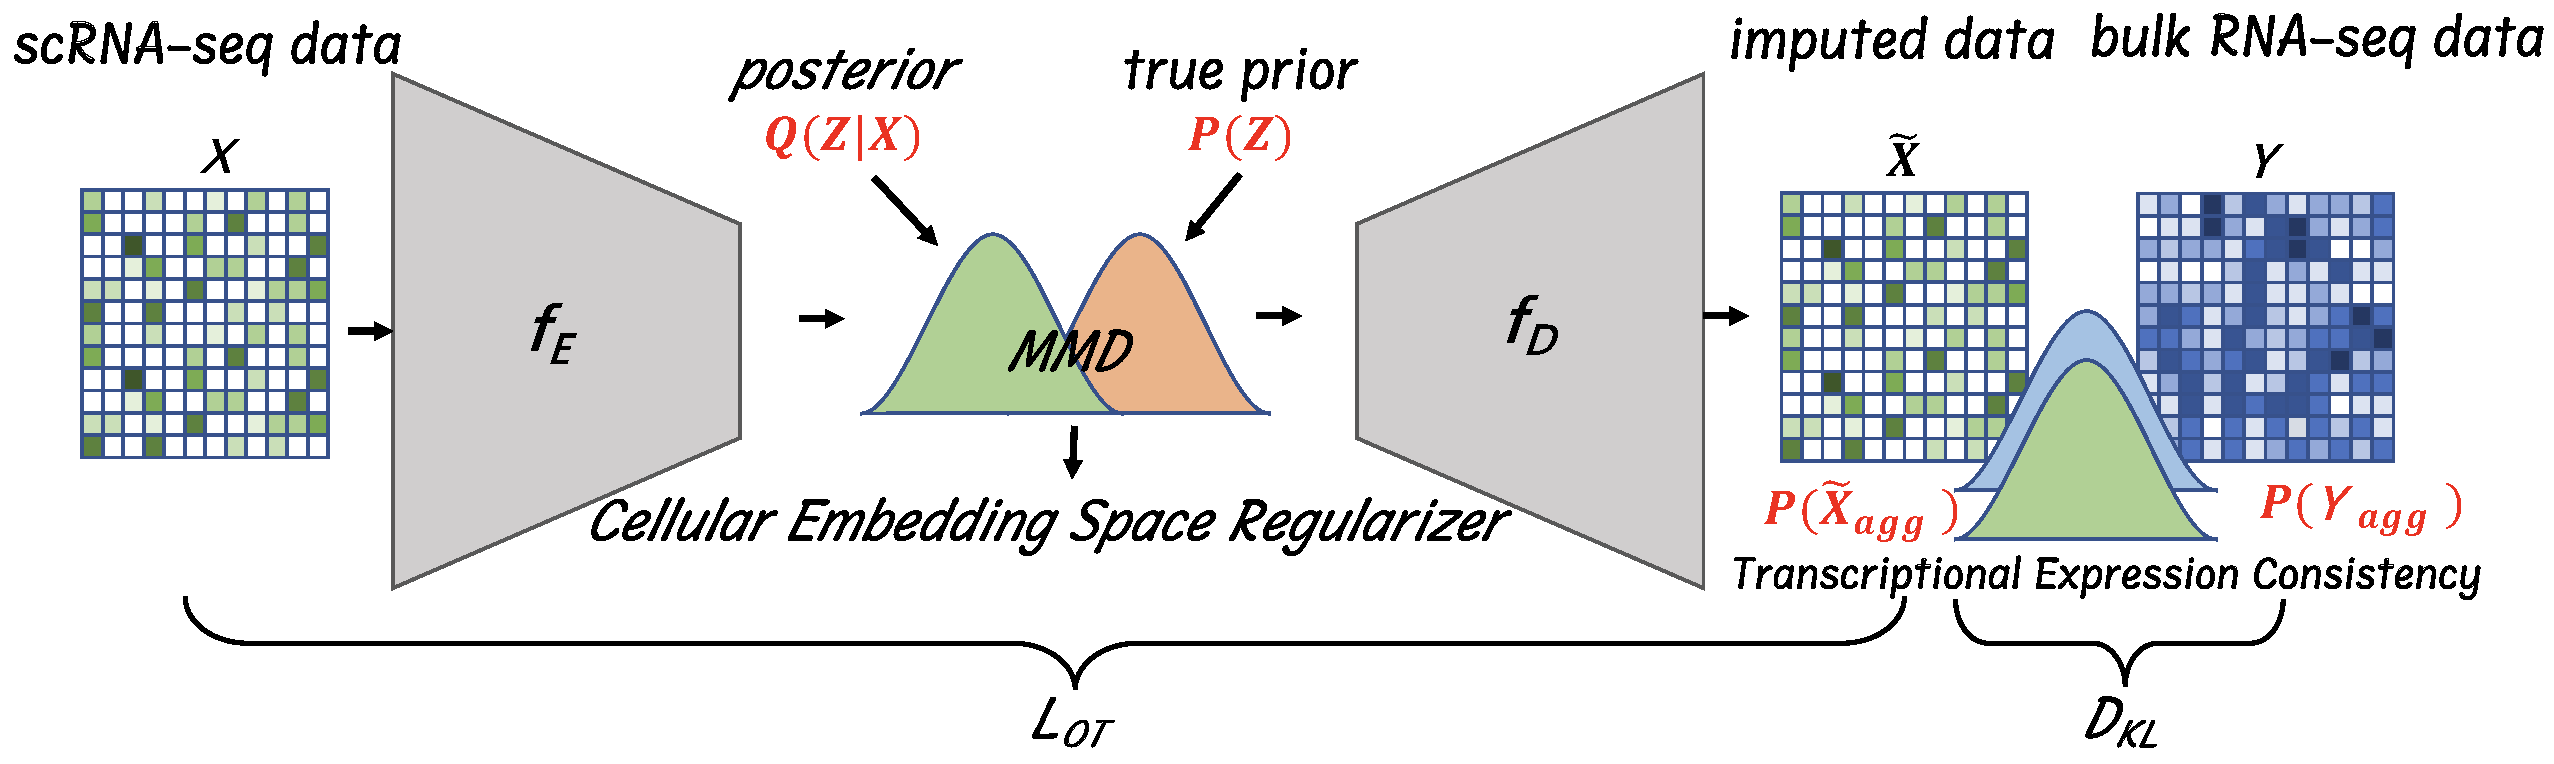 scRNA-seq data
X
f_E
posterior
Q(Z|X)
true prior
P(Z)
MMD
Cellular Embedding Space Regularizer
f_D
imputed data
X̃
bulk RNA-seq data
Y
P(X̃_agg)
P(Y_agg)
Transcriptional Expression Consistency
L_OT
D_KL